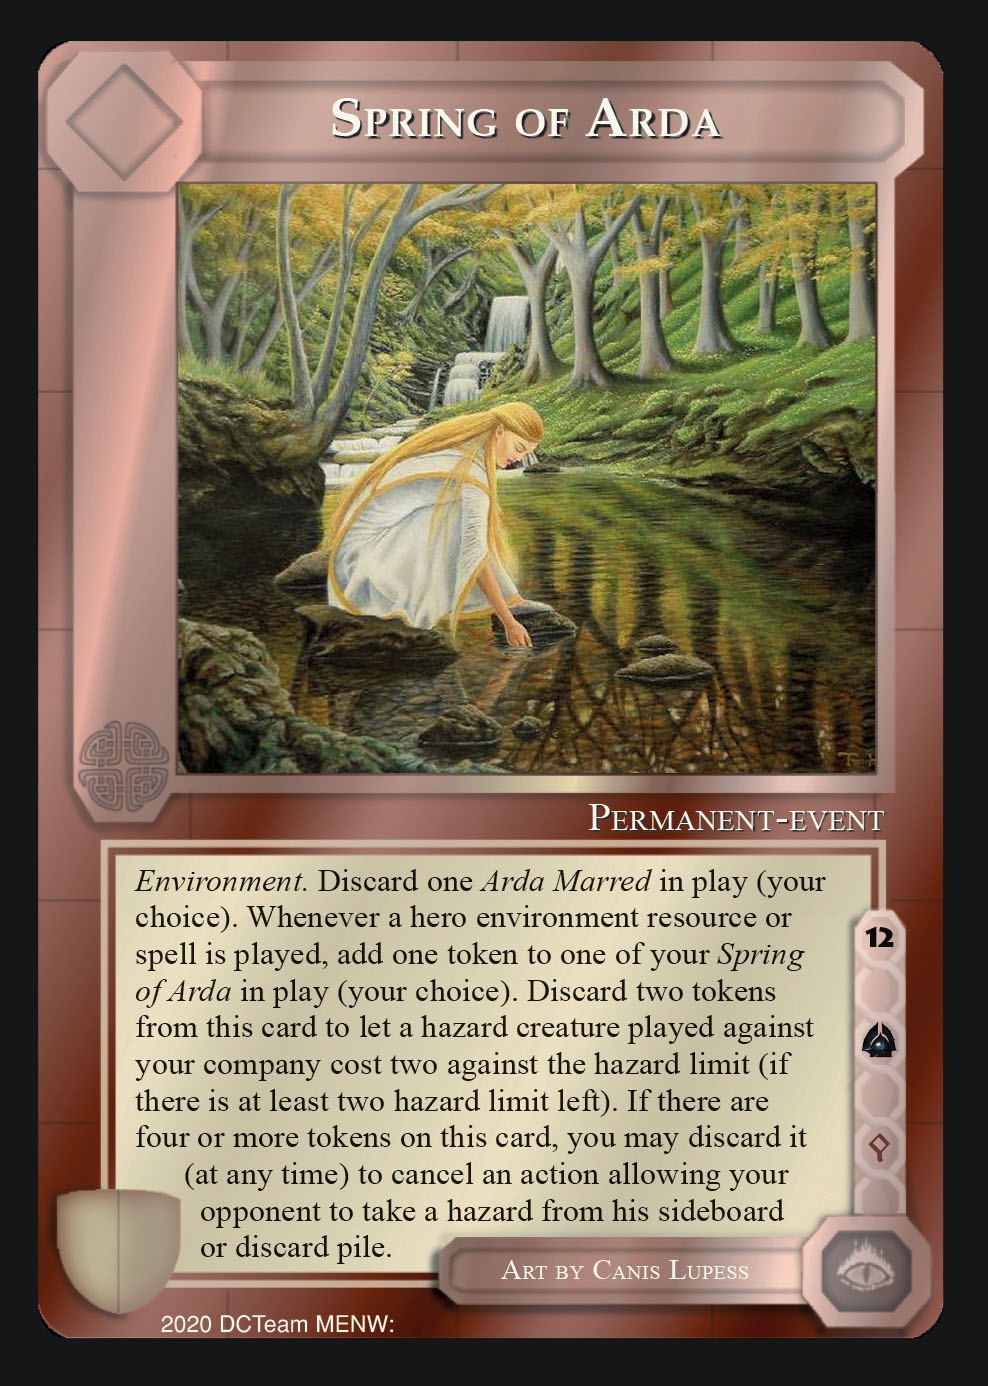 Spring of Arda
Permanent-event
Environment. Discard one Arda Marred in play (your
choice). Whenever a hero environment resource or
spell is played, add one token to one of your Spring
of Arda in play (your choice). Discard two tokens
from this card to let a hazard creature played against
your company cost two against the hazard limit (if
there is at least two hazard limit left). If there are
four or more tokens on this card, you may discard it
(at any time) to cancel an action allowing your
opponent to take a hazard from his sideboard
or discard pile.
12
Art by Canis Lupess
2020 DCTeam MENW: